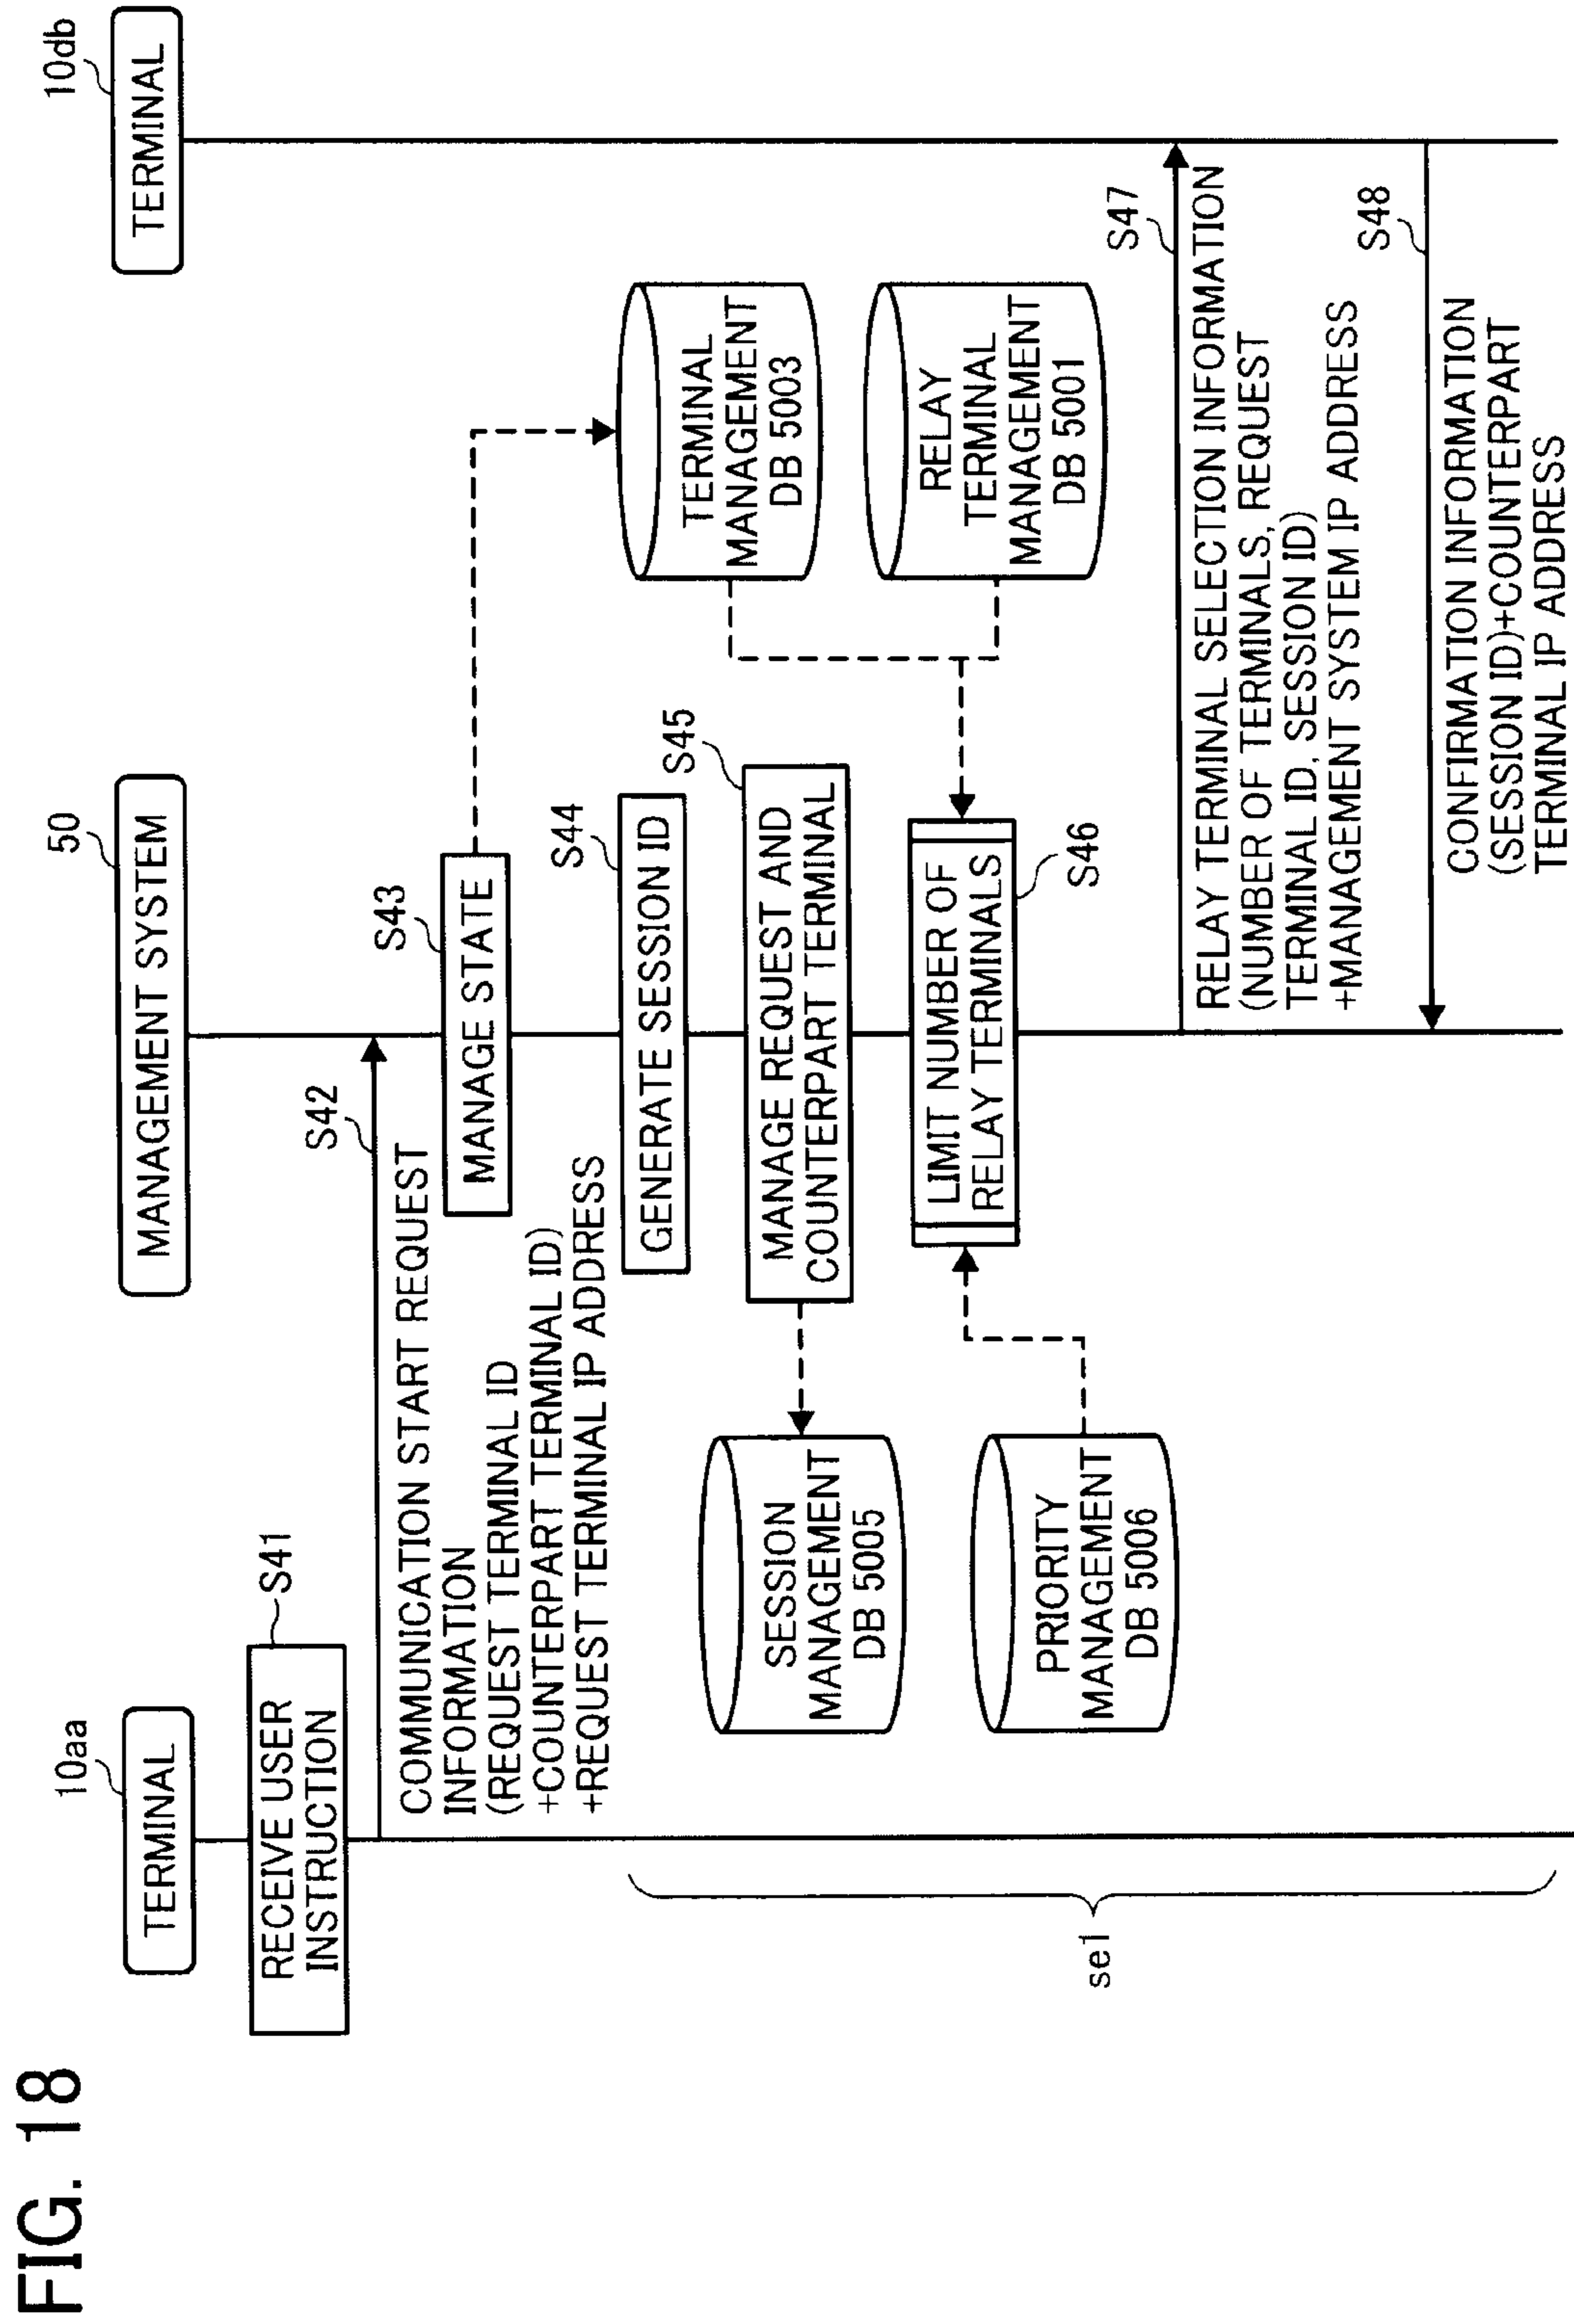 FIG. 18
10aa
TERMINAL
50
MANAGEMENT SYSTEM
10db
TERMINAL
RECEIVE USER
INSTRUCTION
S41
S42
COMMUNICATION START REQUEST
INFORMATION
(REQUEST TERMINAL ID
+COUNTERPART TERMINAL ID)
+REQUEST TERMINAL IP ADDRESS
S43
MANAGE STATE
S44
GENERATE SESSION ID
S45
MANAGE REQUEST AND
COUNTERPART TERMINAL
LIMIT NUMBER OF
RELAY TERMINALS
S46
TERMINAL
MANAGEMENT
DB 5003
RELAY
TERMINAL
MANAGEMENT
DB 5001
SESSION
MANAGEMENT
DB 5005
PRIORITY
MANAGEMENT
DB 5006
sel
S47
RELAY TERMINAL SELECTION INFORMATION
(NUMBER OF TERMINALS, REQUEST
TERMINAL ID, SESSION ID)
+MANAGEMENT SYSTEM IP ADDRESS
S48
CONFIRMATION INFORMATION
(SESSION ID)+COUNTERPART
TERMINAL IP ADDRESS